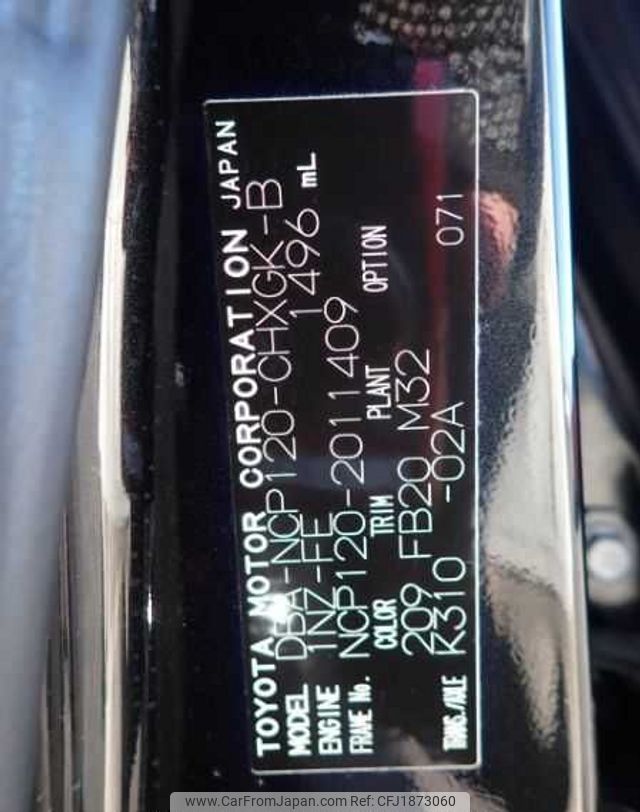 TOYOTA MOTOR CORPORATION JAPAN
MODEL DBA-NCP120-CHXGK-B
ENGINE 1NZ-FE 1496 mL
FRAME No. NCP120-2011409
COLOR TRIM PLANT OPTION
209 FB20 M32
TRANS./AXLE K310 -02A 071
www.CarFromJapan.com CFJ1873060